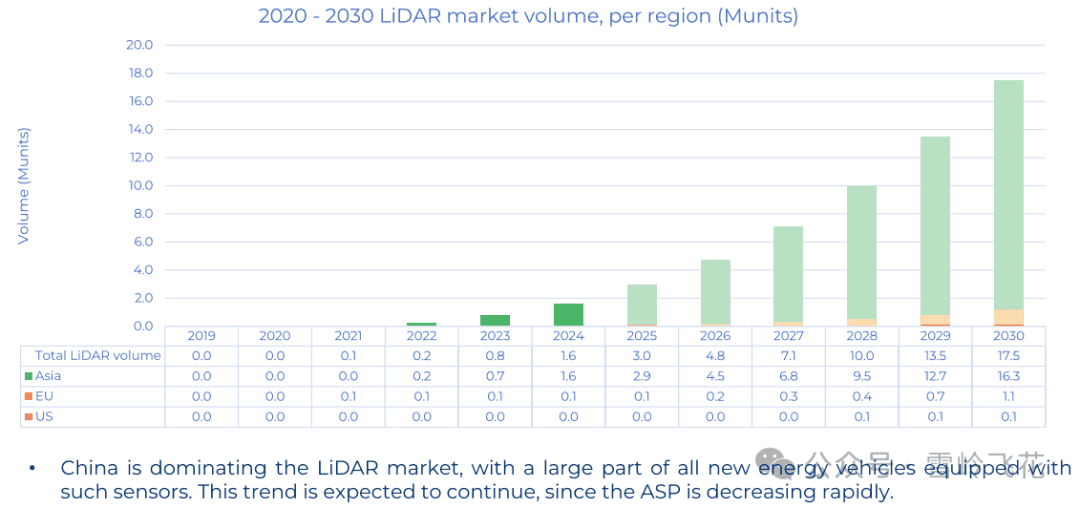 2020 - 2030 LiDAR market volume, per region (Munits)
Volume (Munits)
20.0
18.0
16.0
14.0
12.0
10.0
8.0
6.0
4.0
2.0
0.0
2019 2020 2021 2022 2023 2024 2025 2026 2027 2028 2029 2030
Total LiDAR volume 0.0 0.0 0.1 0.2 0.8 1.6 3.0 4.8 7.1 10.0 13.5 17.5
Asia 0.0 0.0 0.0 0.2 0.7 1.6 2.9 4.5 6.8 9.5 12.7 16.3
EU 0.0 0.0 0.1 0.1 0.1 0.1 0.1 0.2 0.3 0.4 0.7 1.1
US 0.0 0.0 0.0 0.0 0.0 0.0 0.0 0.0 0.0 0.1 0.1 0.1
• China is dominating the LiDAR market, with a large part of all new energy vehicles equipped with
such sensors. This trend is expected to continue, since the ASP is decreasing rapidly.
公众号 · 雪岭飞花